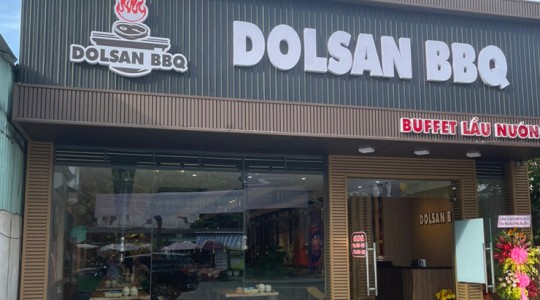 DOLSAN BBQ
DOLSAN BBQ
BUFFET LẨU NƯỚN
DOLSAN B